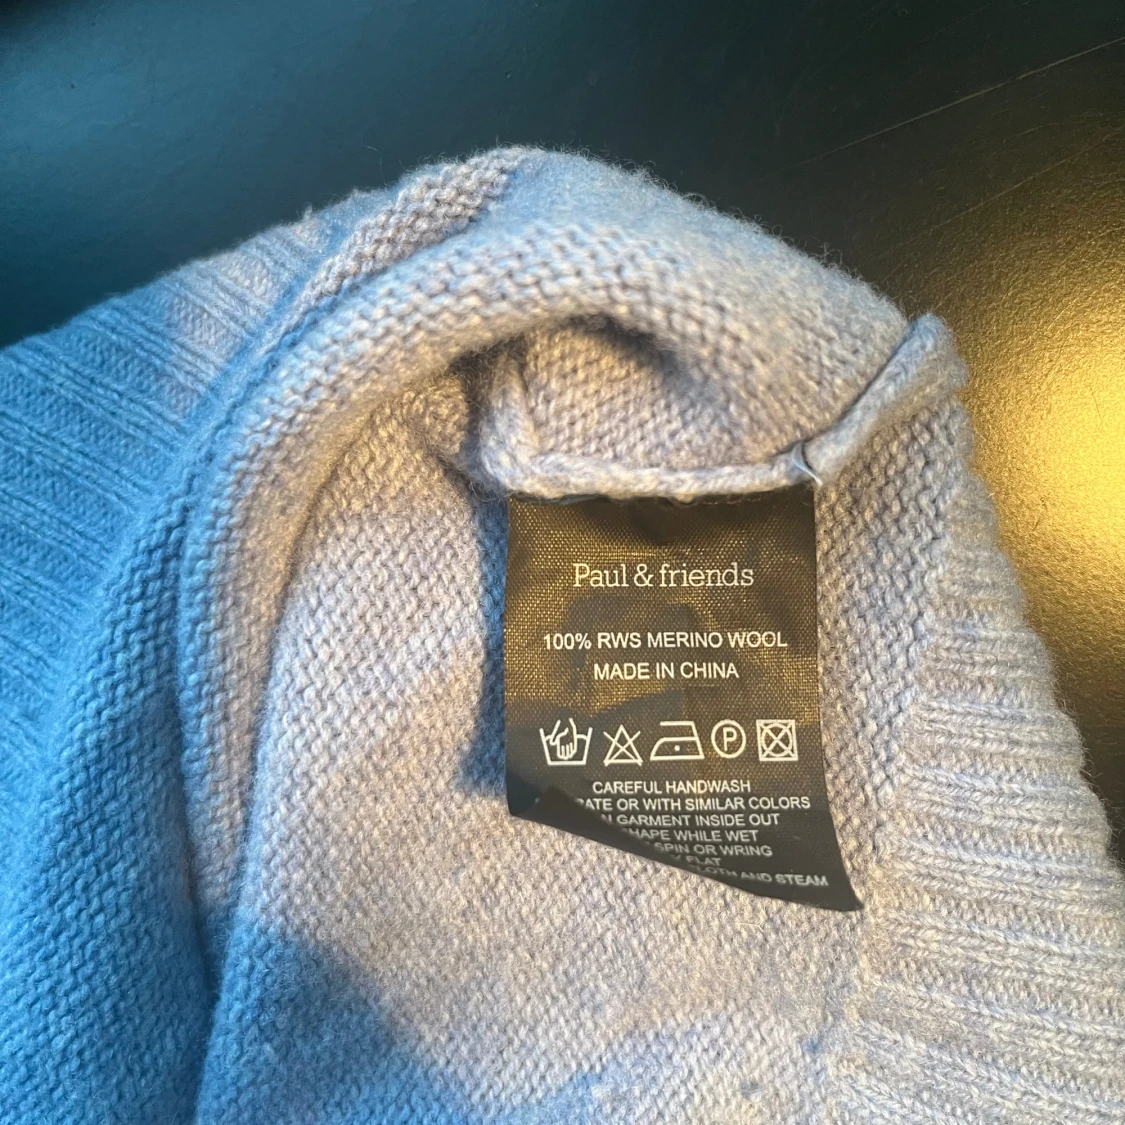 Paul & friends
100% RWS MERINO WOOL
MADE IN CHINA
P
CAREFUL HANDWASH
OR WITH SIMILAR COLORS
GARMENT INSIDE OUT
WHILE WET
SPIN OR WRING
FLAT
CLOTH AND STEAM